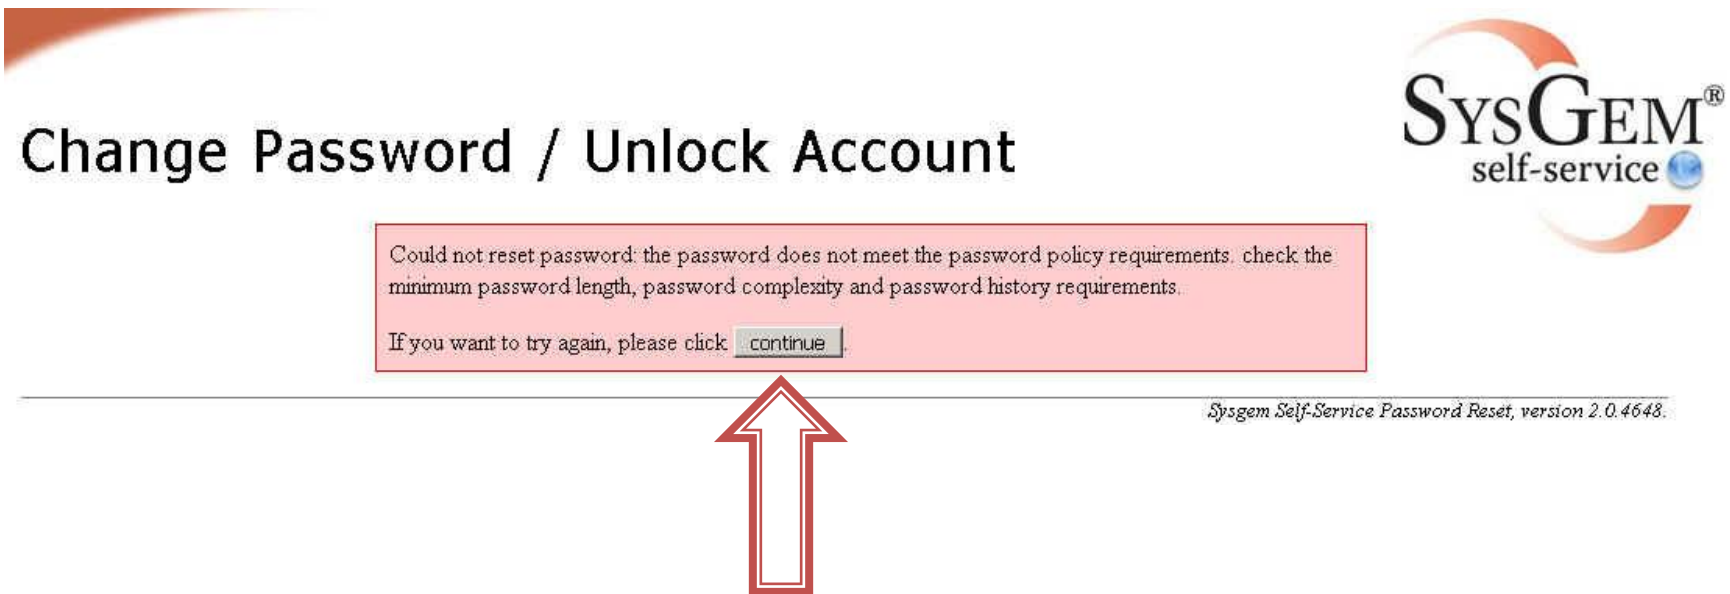 SYSGEM®
self-service
Change Password / Unlock Account
Could not reset password: the password does not meet the password policy requirements. check the
minimum password length, password complexity and password history requirements.
If you want to try again, please click continue.
Sysgem Self-Service Password Reset, version 2.0.4648.